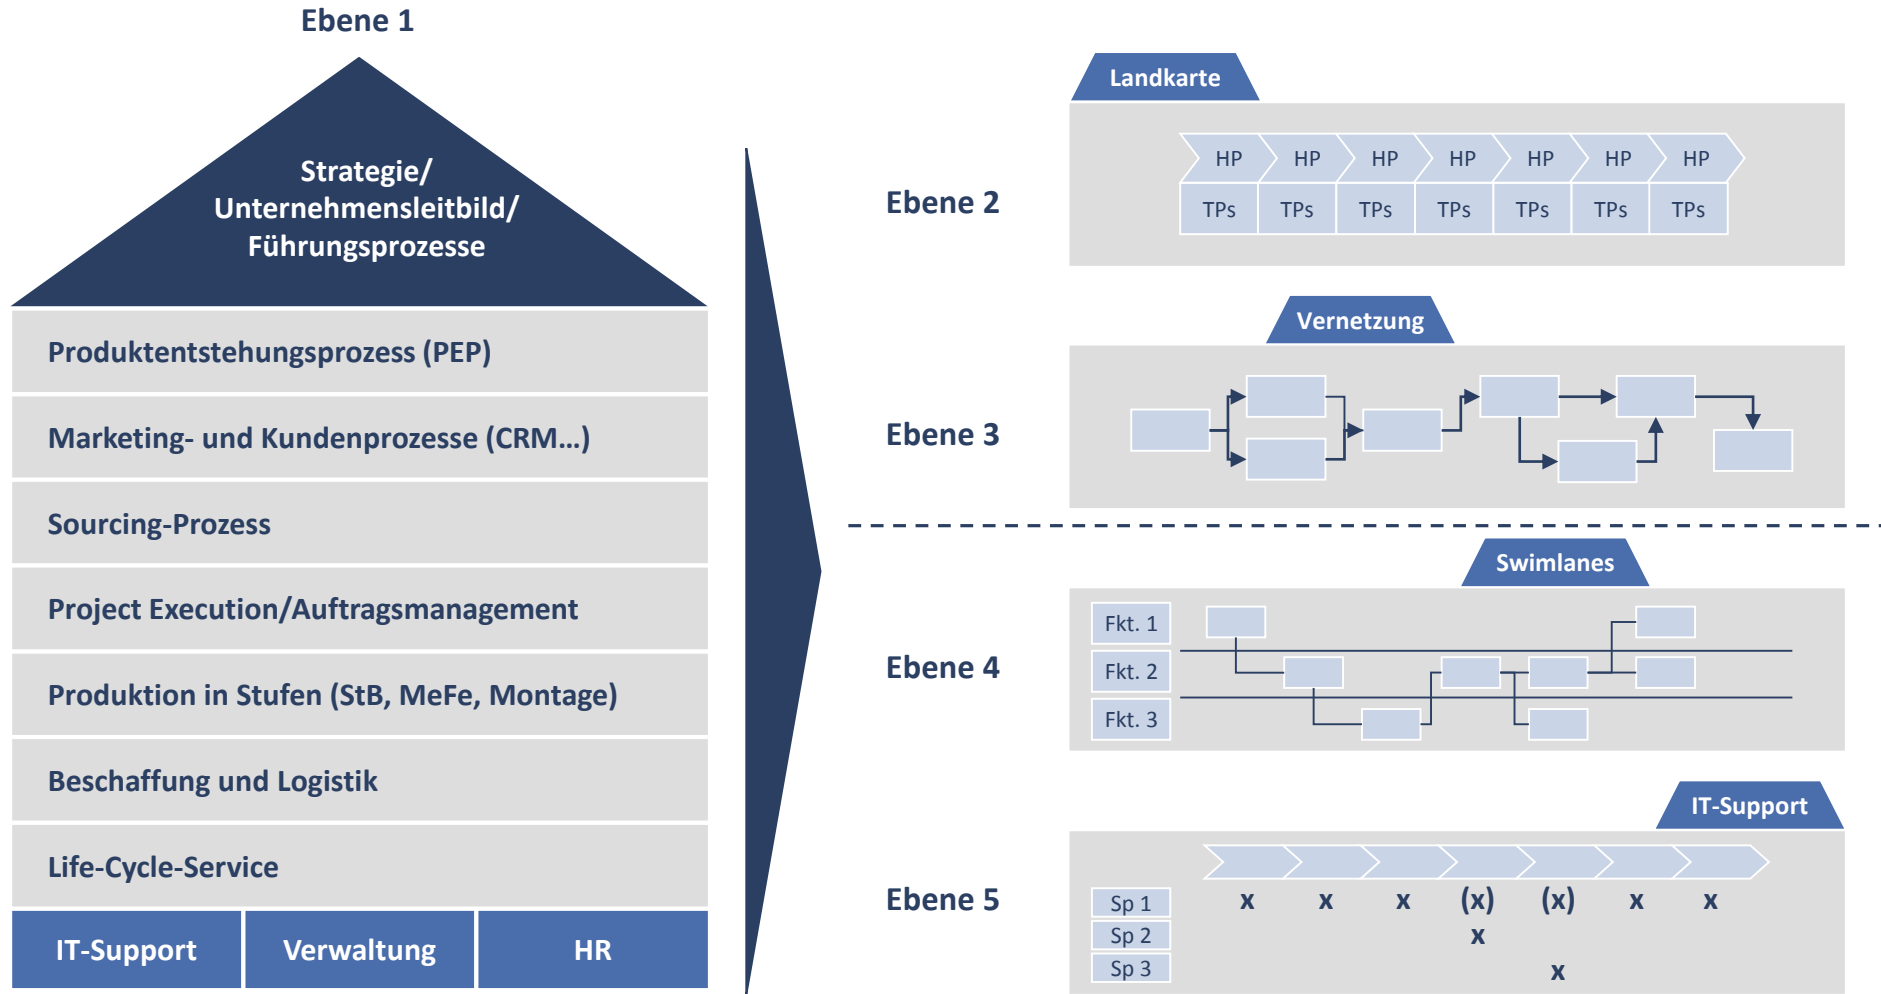 Ebene 1
Strategie/
Unternehmensleitbild/
Führungsprozesse
Produktentstehungsprozess (PEP)
Marketing- und Kundenprozesse (CRM...)
Sourcing-Prozess
Project Execution/Auftragsmanagement
Produktion in Stufen (StB, MeFe, Montage)
Beschaffung und Logistik
Life-Cycle-Service
IT-Support Verwaltung HR
Landkarte
Ebene 2
HP HP HP HP HP HP HP
TPs TPs TPs TPs TPs TPs TPs
Vernetzung
Ebene 3
Swimlanes
Ebene 4
Fkt. 1
Fkt. 2
Fkt. 3
IT-Support
Ebene 5
Sp 1 x x x (x) (x) x x
Sp 2 x
Sp 3 x